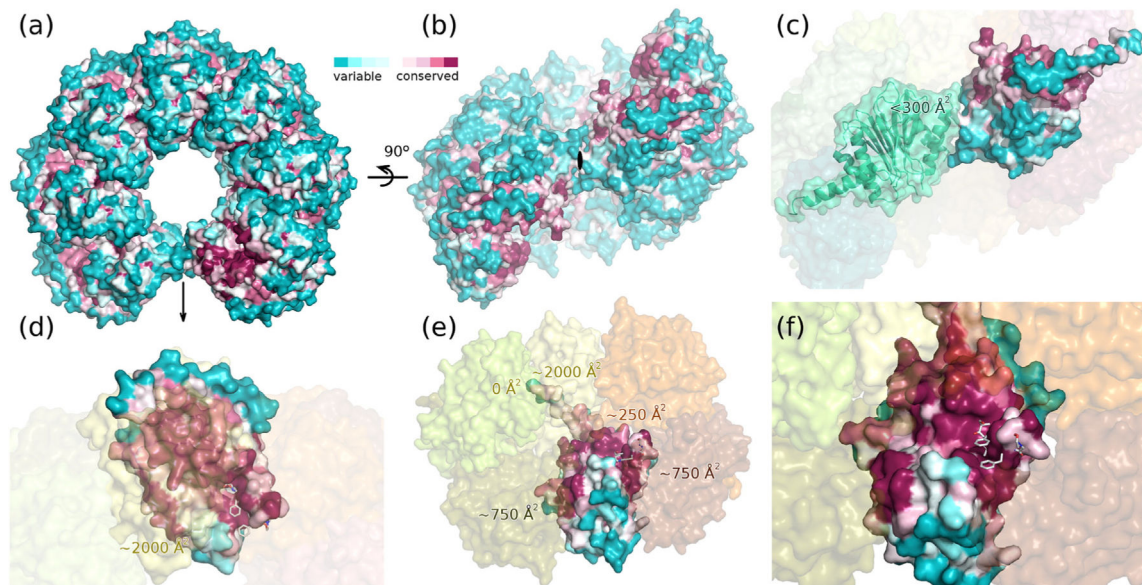 (a)
(b)
(c)
variable conserved
90°
<300 Å²
(d)
(e)
(f)
~2000 Å²
0 Å²
~250 Å²
~750 Å²
~750 Å²
~2000 Å²